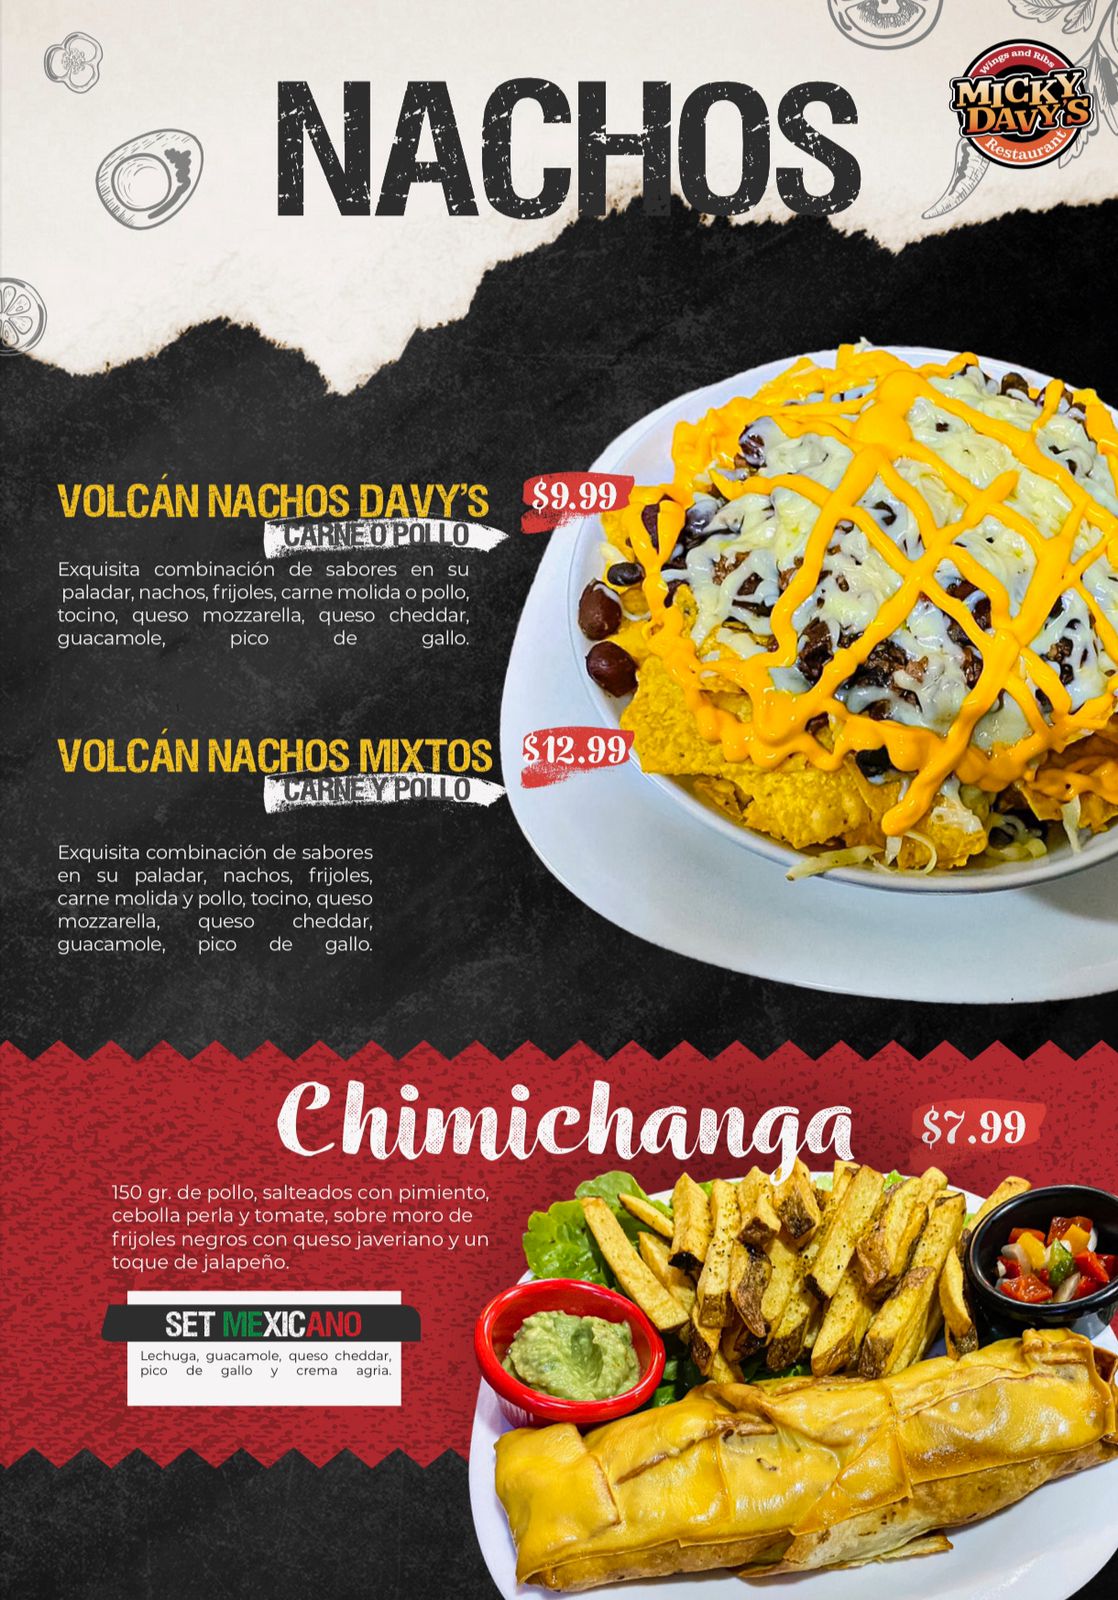 NACHOS
Wings and Ribs
MICKY
DAVY'S
Restaurant
VOLCÁN NACHOS DAVY'S
$9.99
CARNE O POLLO
Exquisita combinación de sabores en su
paladar, nachos, frijoles, carne molida o pollo,
tocino, queso mozzarella, queso cheddar,
guacamole, pico de gallo.
VOLCÁN NACHOS MIXTOS
$12.99
CARNE Y POLLO
Exquisita combinación de sabores
en su paladar, nachos, frijoles,
carne molida y pollo, tocino, queso
mozzarella, queso cheddar,
guacamole, pico de gallo.
Chimichanga
$7.99
150 gr. de pollo, salteados con pimiento,
cebolla perla y tomate, sobre moro de
frijoles negros con queso javeriano y un
toque de jalapeño.
SET MEXICANO
Lechuga, guacamole, queso cheddar,
pico de gallo y crema agria.